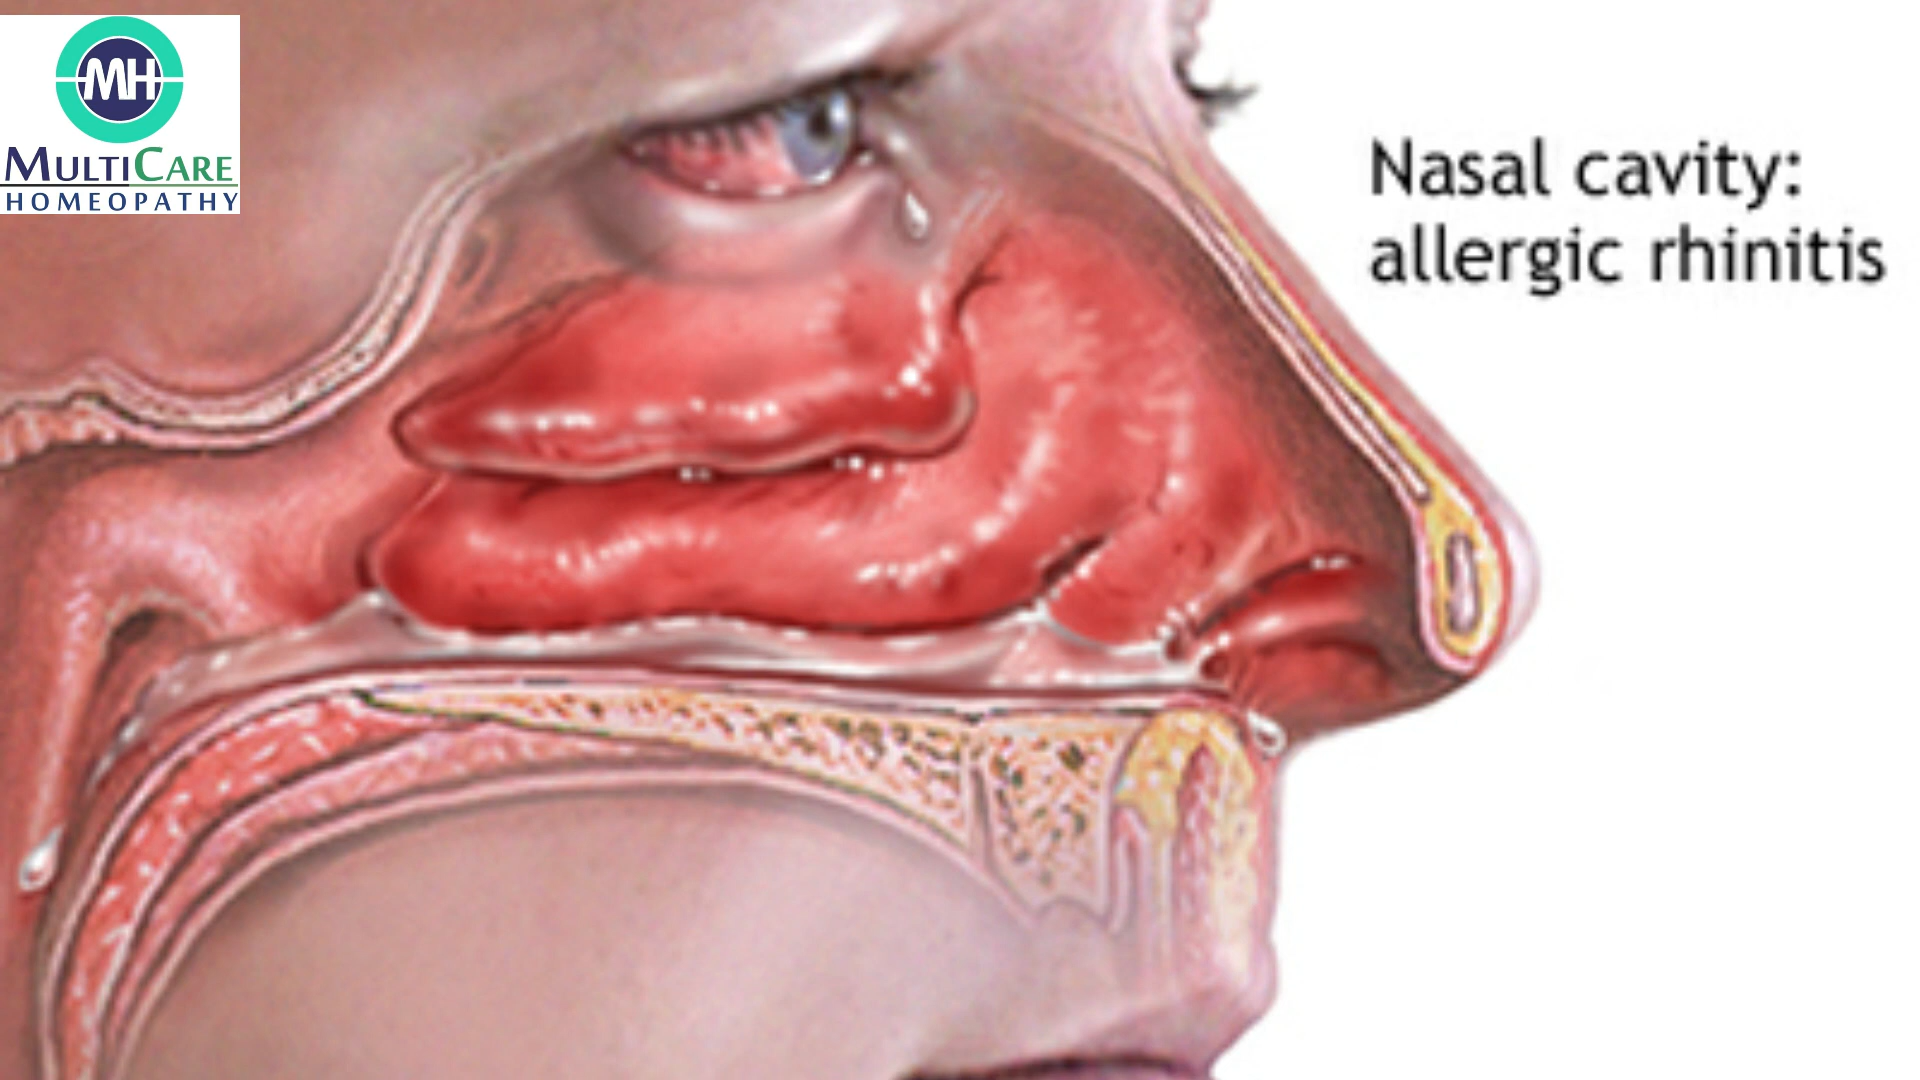 MH
MULTICARE
HOMEOPATHY
Nasal cavity:
allergic rhinitis